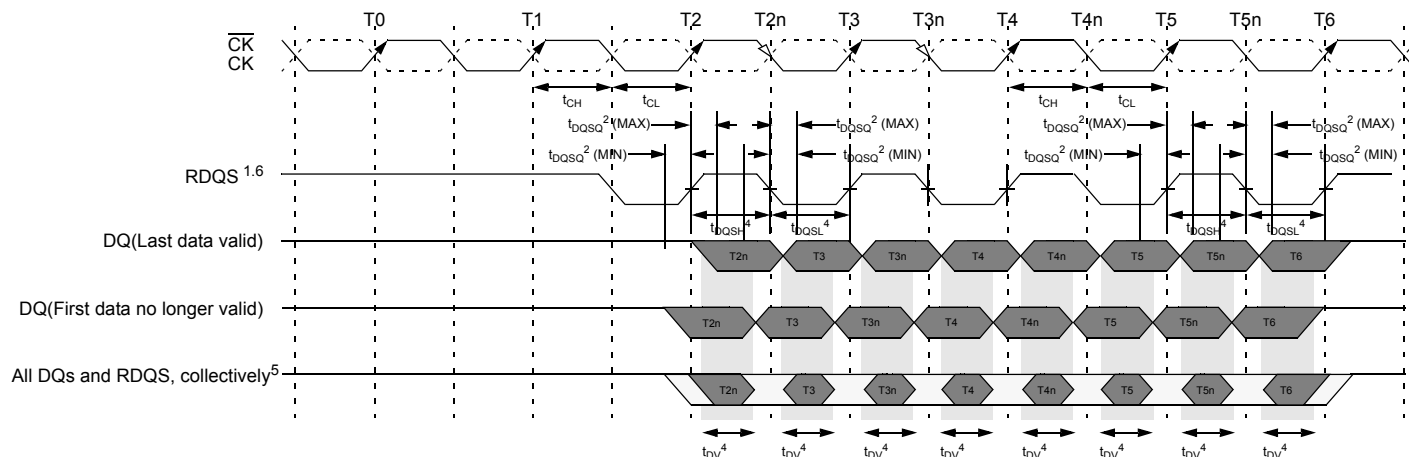 T0 T1 T2 T2n T3 T3n T4 T4n T5 T5n T6
CK
CK
tCH tCL tCH tCL
tDQSQ2 (MAX) tDQSQ2 (MAX) tDQSQ2 (MAX) tDQSQ2 (MAX)
tDQSQ2 (MIN) tDQSQ2 (MIN) tDQSQ2 (MIN) tDQSQ2 (MIN)
RDQS 1.6
tDQSH4 tDQSL4 tDQSH4 tDQSL4
DQ(Last data valid)
T2n T3 T3n T4 T4n T5 T5n T6
DQ(First data no longer valid)
T2n T3 T3n T4 T4n T5 T5n T6
All DQs and RDQS, collectively5
T2n T3 T3n T4 T4n T5 T5n T6
tDV4 tDV4 tDV4 tDV4 tDV4 tDV4 tDV4 tDV4